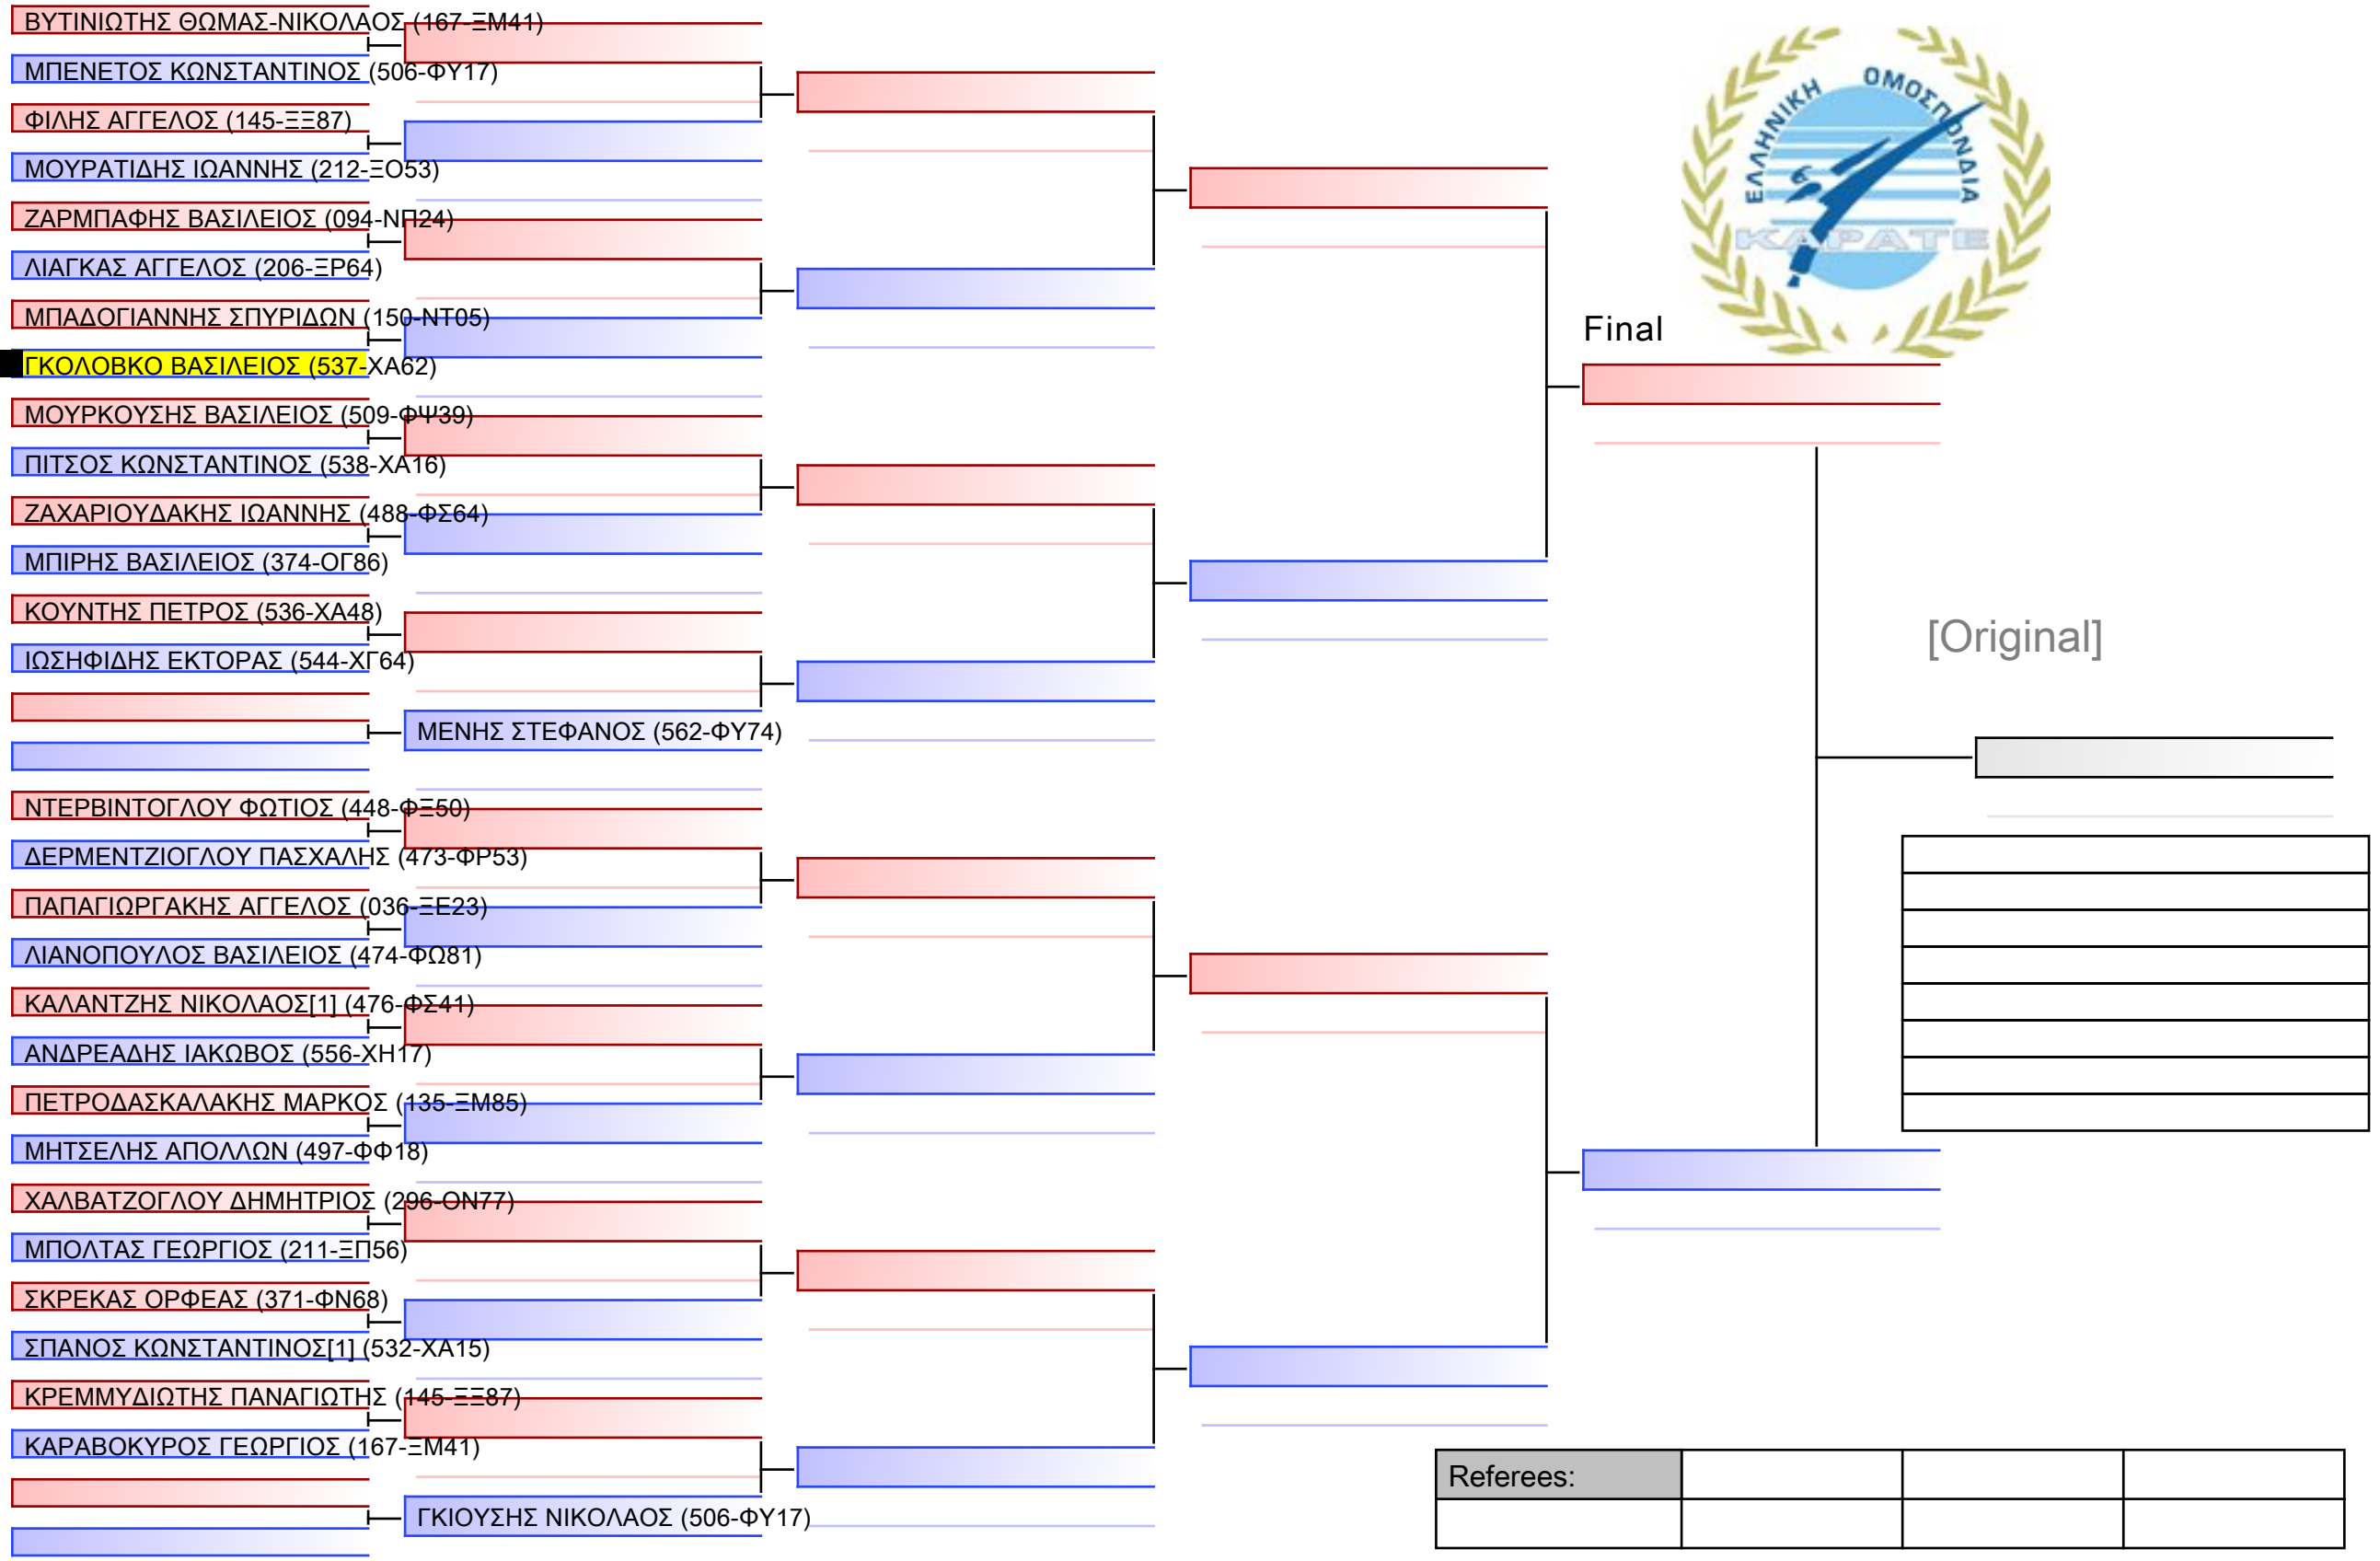 ΒΥΤΙΝΙΩΤΗΣ ΘΩΜΑΣ-ΝΙΚΟΛΑΟΣ (167-ΞΜ41)
ΜΠΕΝΕΤΟΣ ΚΩΝΣΤΑΝΤΙΝΟΣ (506-ΦΥ17)
ΦΙΛΗΣ ΑΓΓΕΛΟΣ (145-ΞΞ87)
ΜΟΥΡΑΤΙΔΗΣ ΙΩΑΝΝΗΣ (212-ΞΟ53)
ΖΑΡΜΠΑΦΗΣ ΒΑΣΙΛΕΙΟΣ (094-ΝΠ24)
ΛΙΑΓΚΑΣ ΑΓΓΕΛΟΣ (206-ΞΡ64)
ΜΠΑΔΟΓΙΑΝΝΗΣ ΣΠΥΡΙΔΩΝ (150-ΝΤ05)
ΓΚΟΛΟΒΚΟ ΒΑΣΙΛΕΙΟΣ (537-ΧΑ62)
ΜΟΥΡΚΟΥΣΗΣ ΒΑΣΙΛΕΙΟΣ (509-ΦΨ39)
ΠΙΤΣΟΣ ΚΩΝΣΤΑΝΤΙΝΟΣ (538-ΧΑ16)
ΖΑΧΑΡΙΟΥΔΑΚΗΣ ΙΩΑΝΝΗΣ (488-ΦΣ64)
ΜΠΙΡΗΣ ΒΑΣΙΛΕΙΟΣ (374-ΟΓ86)
ΚΟΥΝΤΗΣ ΠΕΤΡΟΣ (536-ΧΑ48)
ΙΩΣΗΦΙΔΗΣ ΕΚΤΟΡΑΣ (544-ΧΓ64)
ΜΕΝΗΣ ΣΤΕΦΑΝΟΣ (562-ΦΥ74)
ΝΤΕΡΒΙΝΤΟΓΛΟΥ ΦΩΤΙΟΣ (448-ΦΞ50)
ΔΕΡΜΕΝΤΖΙΟΓΛΟΥ ΠΑΣΧΑΛΗΣ (473-ΦΡ53)
ΠΑΠΑΓΙΩΡΓΑΚΗΣ ΑΓΓΕΛΟΣ (036-ΞΕ23)
ΛΙΑΝΟΠΟΥΛΟΣ ΒΑΣΙΛΕΙΟΣ (474-ΦΩ81)
ΚΑΛΑΝΤΖΗΣ ΝΙΚΟΛΑΟΣ[1] (476-ΦΣ41)
ΑΝΔΡΕΑΔΗΣ ΙΑΚΩΒΟΣ (556-ΧΗ17)
ΠΕΤΡΟΔΑΣΚΑΛΑΚΗΣ ΜΑΡΚΟΣ (135-ΞΜ85)
ΜΗΤΣΕΛΗΣ ΑΠΟΛΛΩΝ (497-ΦΦ18)
ΧΑΛΒΑΤΖΟΓΛΟΥ ΔΗΜΗΤΡΙΟΣ (296-ΟΝ77)
ΜΠΟΛΤΑΣ ΓΕΩΡΓΙΟΣ (211-ΞΠ56)
ΣΚΡΕΚΑΣ ΟΡΦΕΑΣ (371-ΦΝ68)
ΣΠΑΝΟΣ ΚΩΝΣΤΑΝΤΙΝΟΣ[1] (532-ΧΑ15)
ΚΡΕΜΜΥΔΙΩΤΗΣ ΠΑΝΑΓΙΩΤΗΣ (145-ΞΞ87)
ΚΑΡΑΒΟΚΥΡΟΣ ΓΕΩΡΓΙΟΣ (167-ΞΜ41)
ΓΚΙΟΥΣΗΣ ΝΙΚΟΛΑΟΣ (506-ΦΥ17)
ΕΛΛΗΝΙΚΗ ΟΜΟΣΠΟΝΔΙΑ
ΚΑΡΑΤΕ
Final
[Original]
Referees: